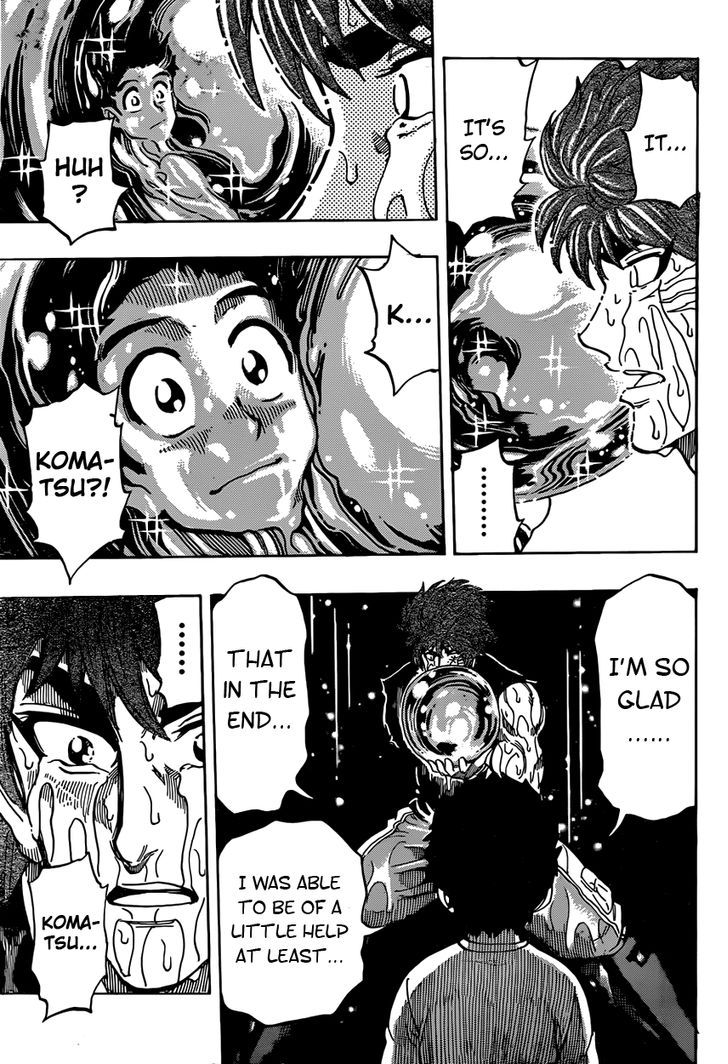 IT...
IT'S
SO...
......
HUH
?
K...
KOMA-
TSU?!
I'M SO
GLAD
......
THAT
IN THE
END...
I WAS ABLE
TO BE OF A
LITTLE HELP
AT LEAST...
......
KOMA-
TSU...